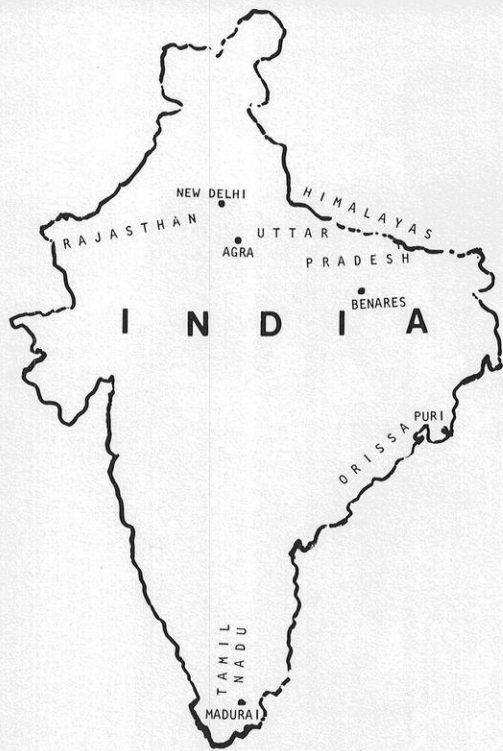 NEW DELHI
HIMALAYAS
RAJASTHAN
UTTAR
PRADESH
AGRA
BENARES
INDIA
PURI
ORISSA
TAMIL
NADU
MADURAI